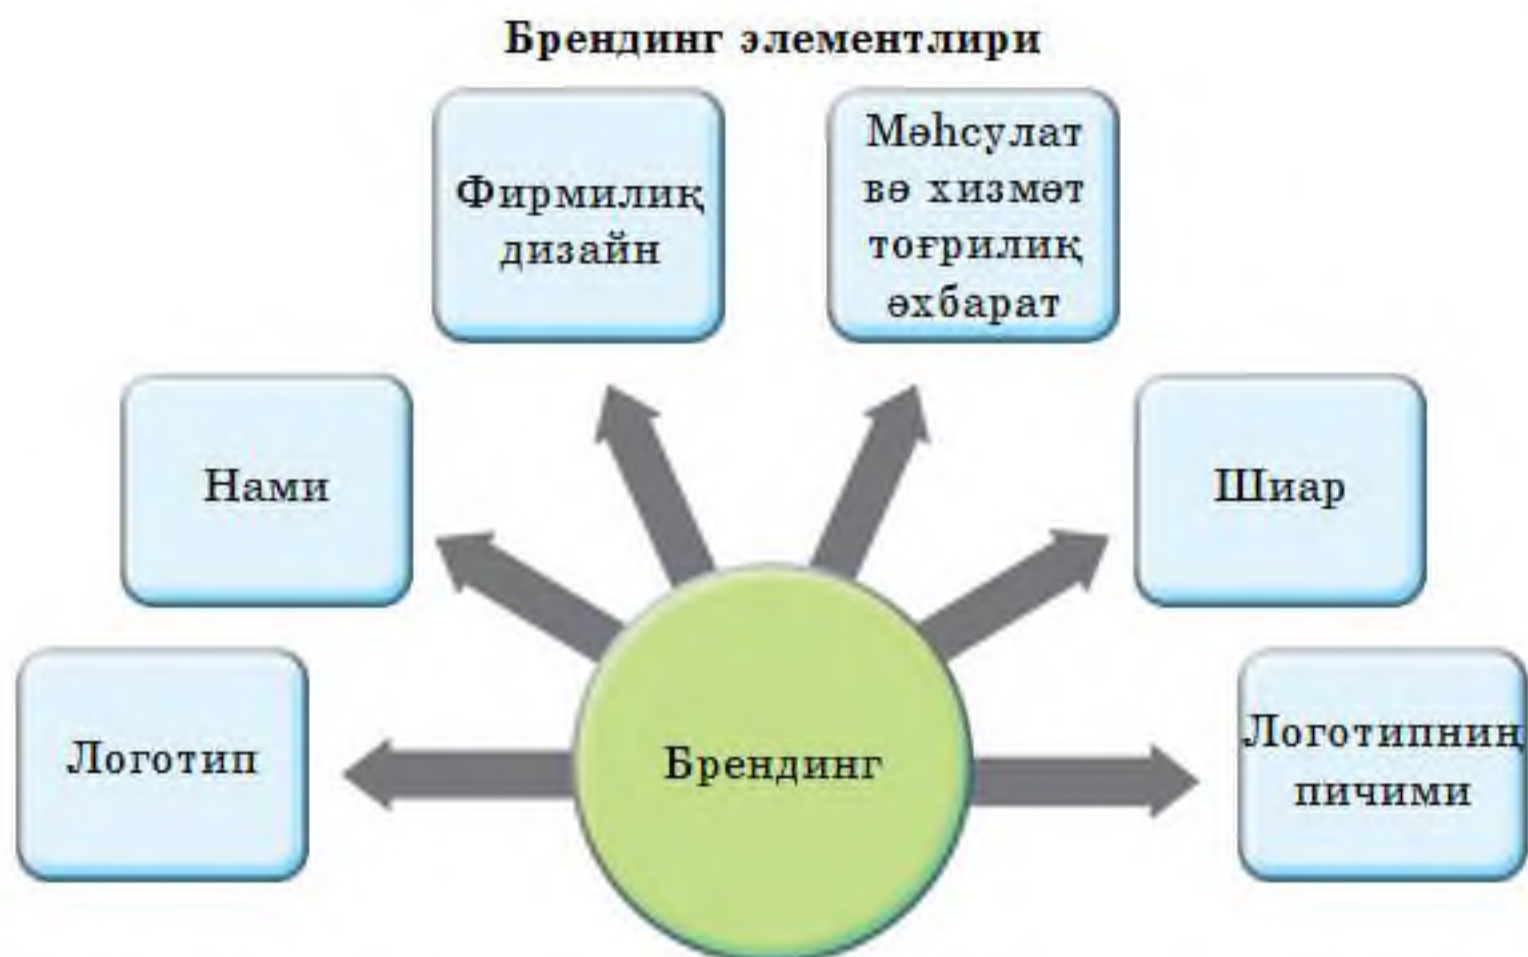 Брендинг элементлири
Фирмилиқ
дизайн
Мәһсулат
вә хизмәт
тоғрилиқ
әхбарат
Нами
Шиар
Логотип
Брендинг
Логотипниң
пичими